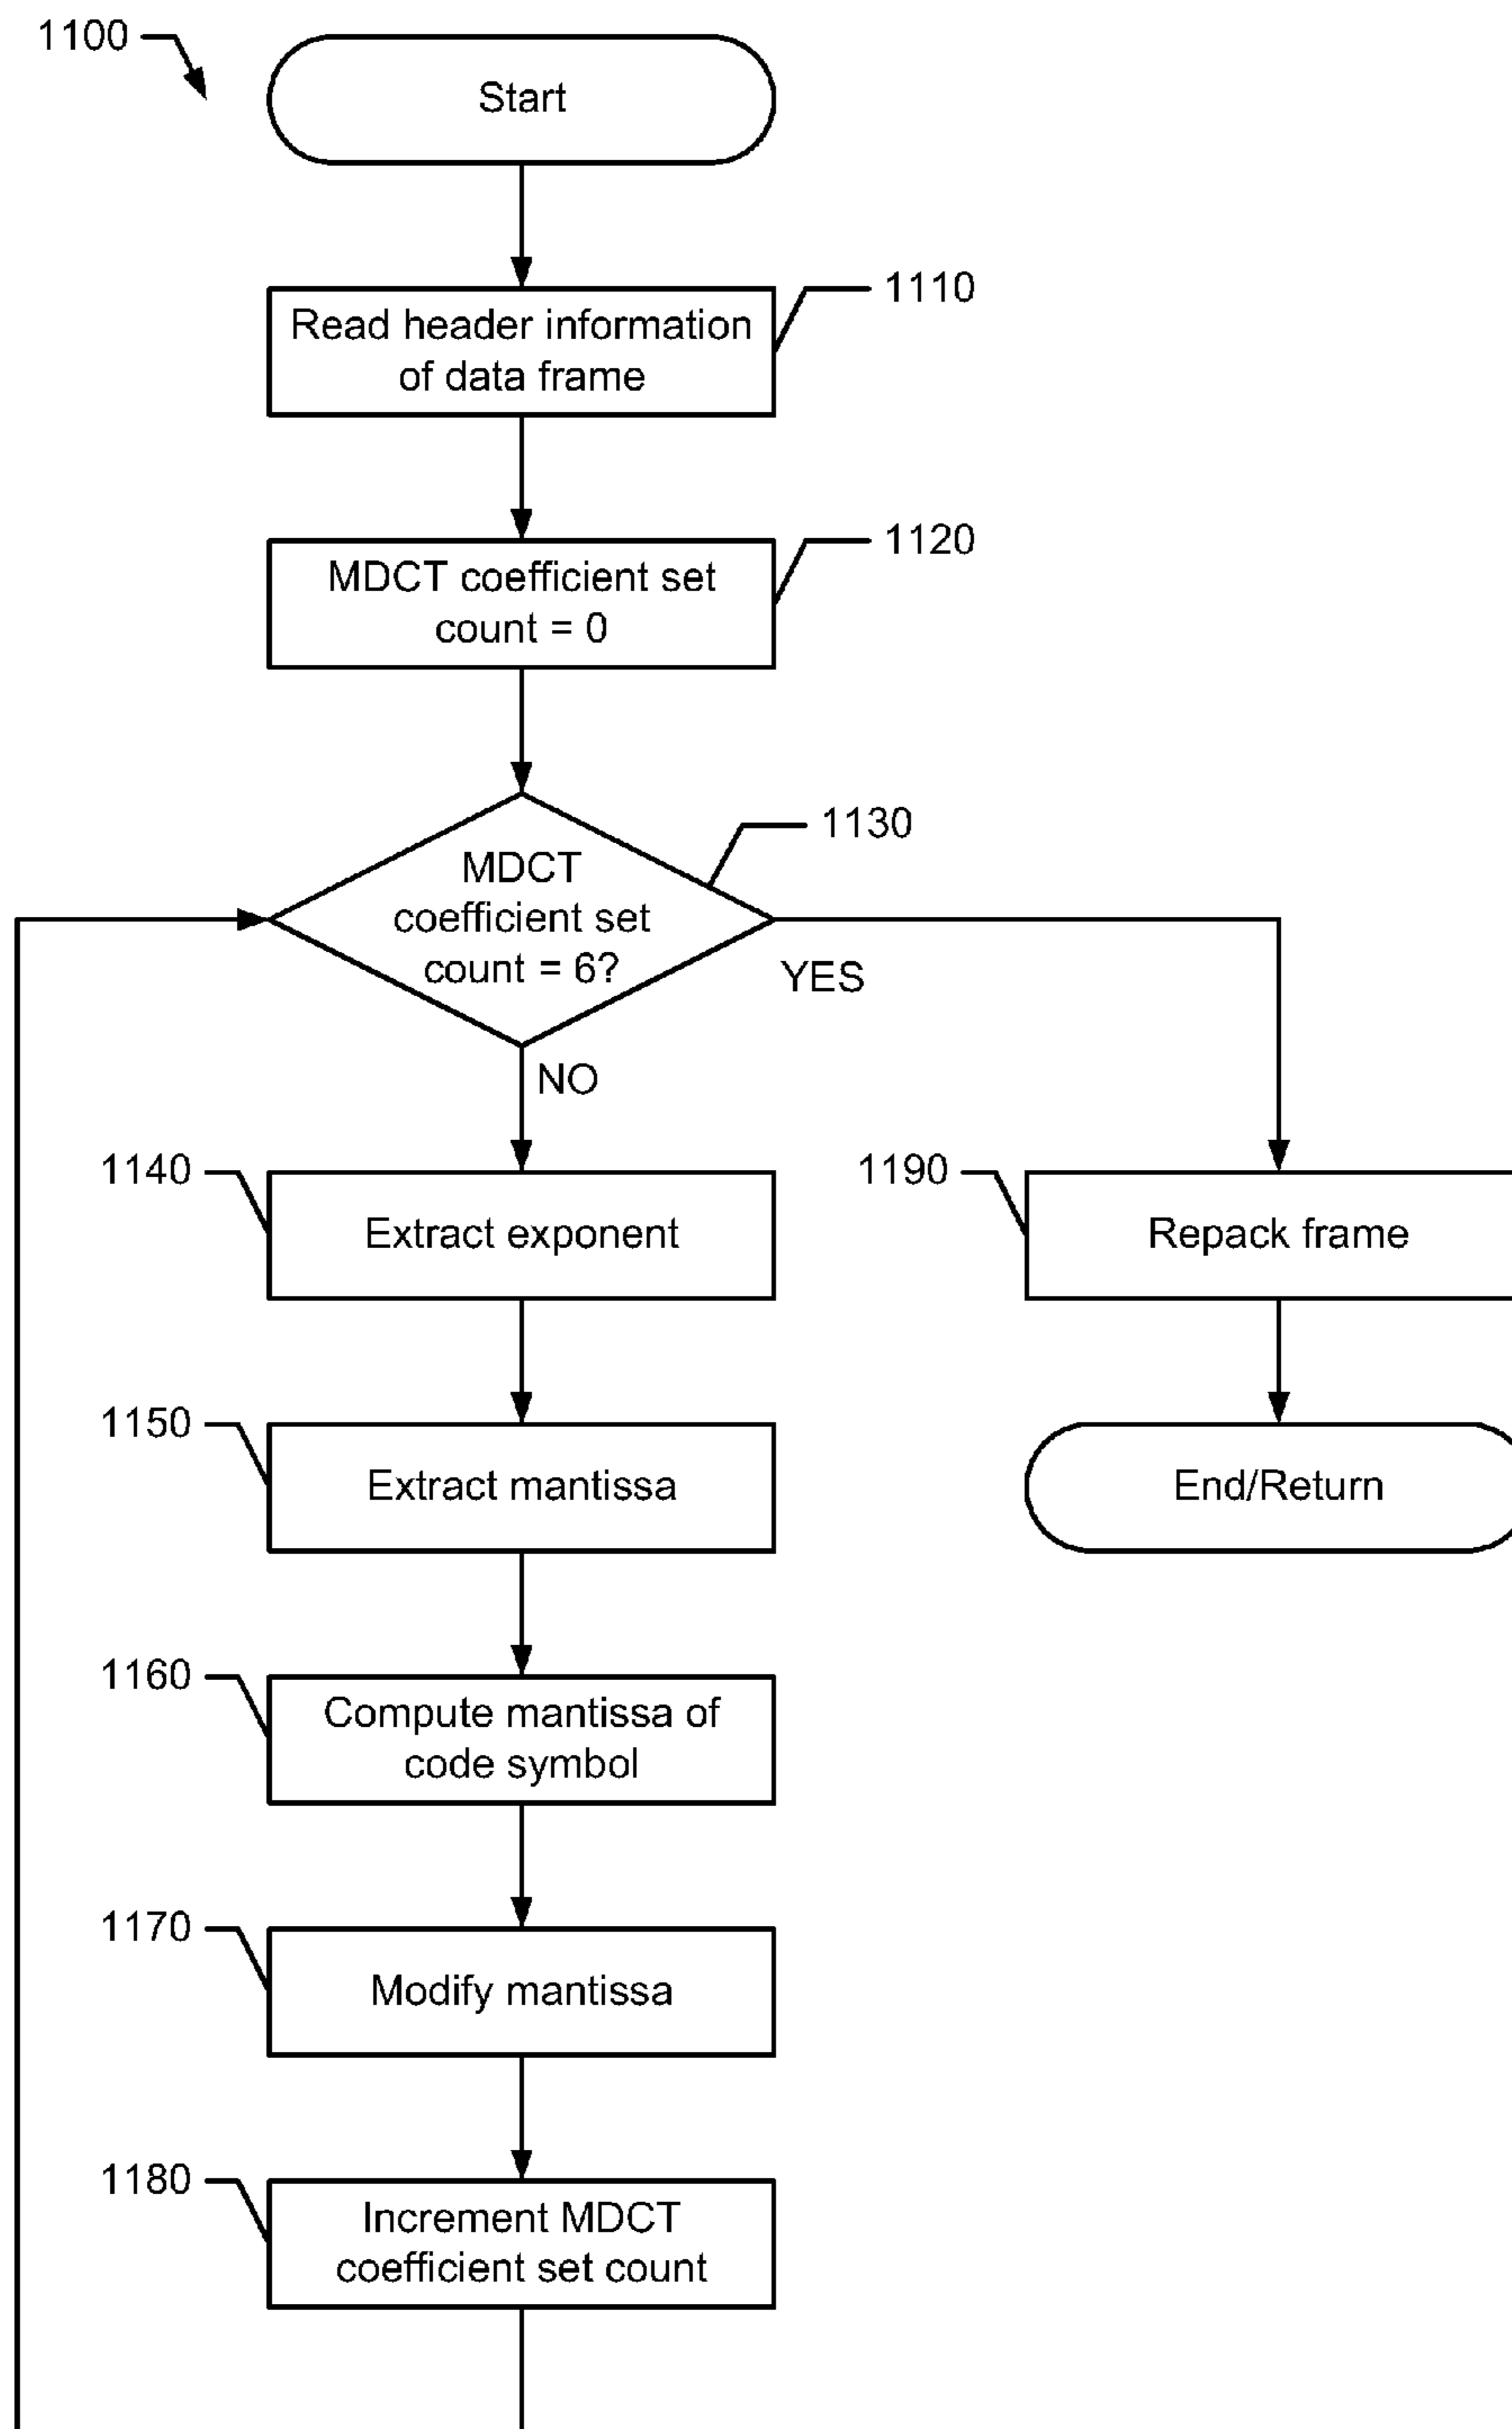 1100
Start
1110
Read header information
of data frame
1120
MDCT coefficient set
count = 0
1130
MDCT
coefficient set
count = 6?
YES
NO
1140
Extract exponent
1190
Repack frame
1150
Extract mantissa
End/Return
1160
Compute mantissa of
code symbol
1170
Modify mantissa
1180
Increment MDCT
coefficient set count